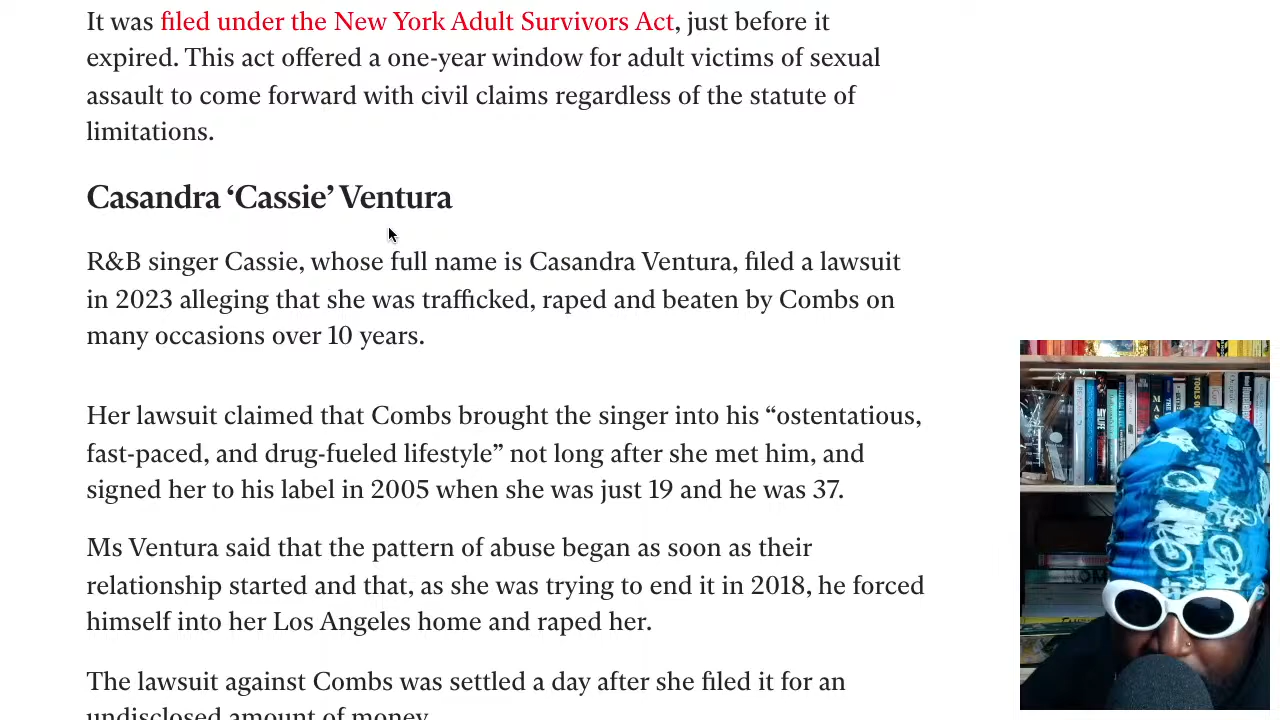 It was filed under the New York Adult Survivors Act, just before it
expired. This act offered a one-year window for adult victims of sexual
assault to come forward with civil claims regardless of the statute of
limitations.
Casandra ‘Cassie’ Ventura
R&B singer Cassie, whose full name is Casandra Ventura, filed a lawsuit
in 2023 alleging that she was trafficked, raped and beaten by Combs on
many occasions over 10 years.
Her lawsuit claimed that Combs brought the singer into his “ostentatious,
fast-paced, and drug-fueled lifestyle” not long after she met him, and
signed her to his label in 2005 when she was just 19 and he was 37.
Ms Ventura said that the pattern of abuse began as soon as their
relationship started and that, as she was trying to end it in 2018, he forced
himself into her Los Angeles home and raped her.
The lawsuit against Combs was settled a day after she filed it for an
undisclosed amount of money.